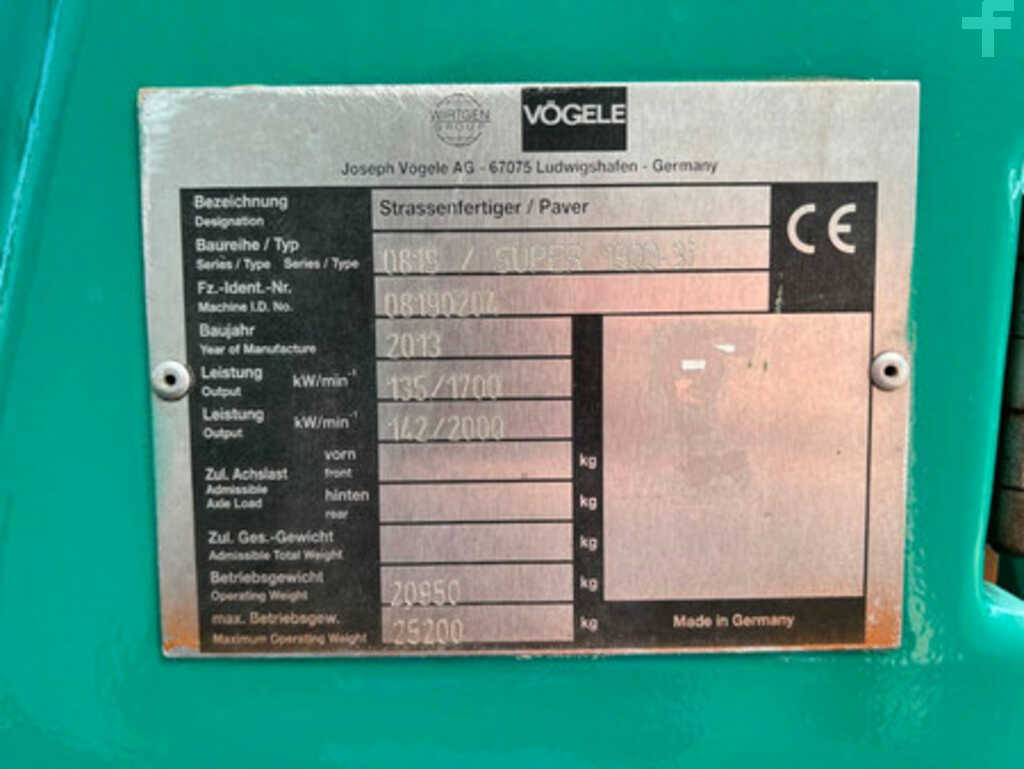 WIRTGEN
GROUP
VÖGELE
Joseph Vögele AG - 67075 Ludwigshafen - Germany
Bezeichnung
Designation
Strassenfertiger / Paver
CE
Baureihe / Typ
Series / Type Series / Type
0819 / SUPER
Fz.-Ident.-Nr.
Machine I.D. No.
08190204
Baujahr
Year of Manufacture
2013
Leistung
Output
kW/min⁻¹
135/1700
Leistung
Output
kW/min⁻¹
142/2000
vorn
front
kg
Zul. Achslast
Admissible
Axle Load
hinten
rear
kg
Zul. Ges.-Gewicht
Admissible Total Weight
kg
Betriebsgewicht
Operating Weight
20950
kg
max. Betriebsgew.
Maximum Operating Weight
25200
kg
Made in Germany
f